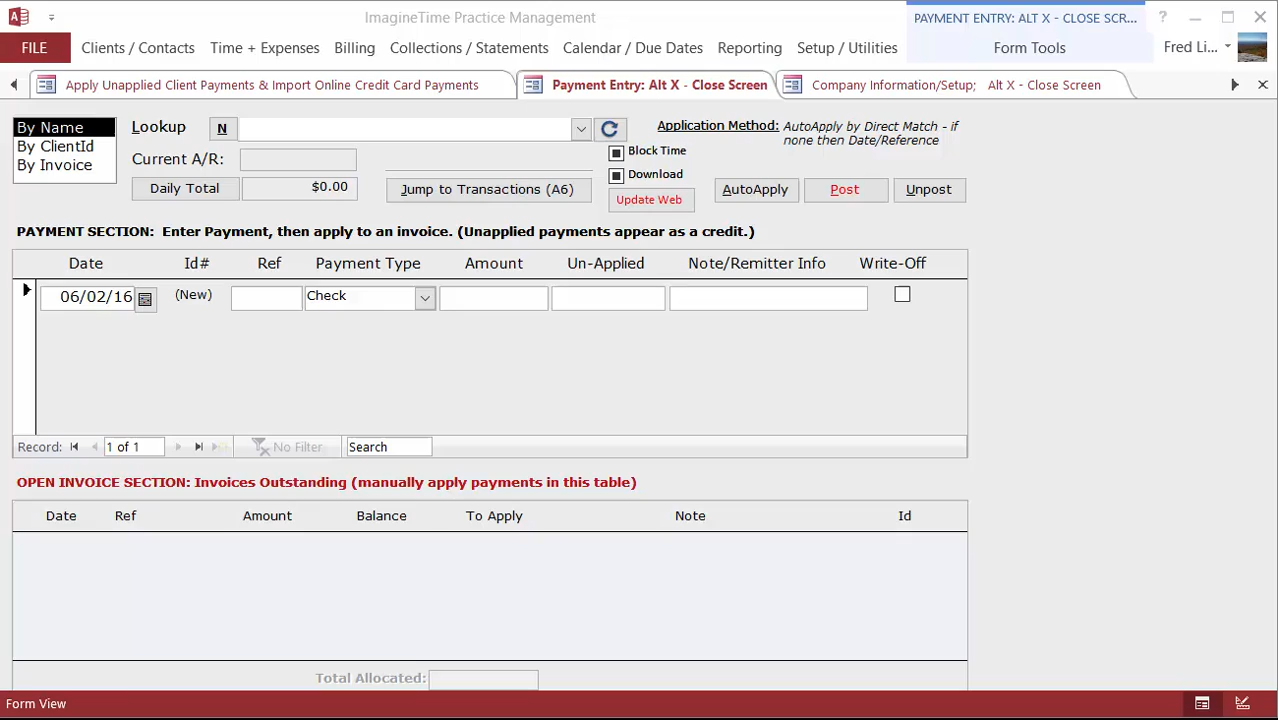 ImagineTime Practice Management
PAYMENT ENTRY: ALT X - CLOSE SCR...
?
FILE
Clients / Contacts
Time + Expenses
Billing
Collections / Statements
Calendar / Due Dates
Reporting
Setup / Utilities
Form Tools
Fred Li...
Apply Unapplied Client Payments & Import Online Credit Card Payments
Payment Entry: Alt X - Close Screen
Company Information/Setup; Alt X - Close Screen
By Name
By ClientId
By Invoice
Lookup
N
Application Method:
AutoApply by Direct Match - if
none then Date/Reference
Current A/R:
Block Time
Download
Daily Total
$0.00
Jump to Transactions (A6)
Update Web
AutoApply
Post
Unpost
PAYMENT SECTION: Enter Payment, then apply to an invoice. (Unapplied payments appear as a credit.)
Date
Id#
Ref
Payment Type
Amount
Un-Applied
Note/Remitter Info
Write-Off
06/02/16
(New)
Check
Record:
1 of 1
No Filter
Search
OPEN INVOICE SECTION: Invoices Outstanding (manually apply payments in this table)
Date
Ref
Amount
Balance
To Apply
Note
Id
Total Allocated:
Form View